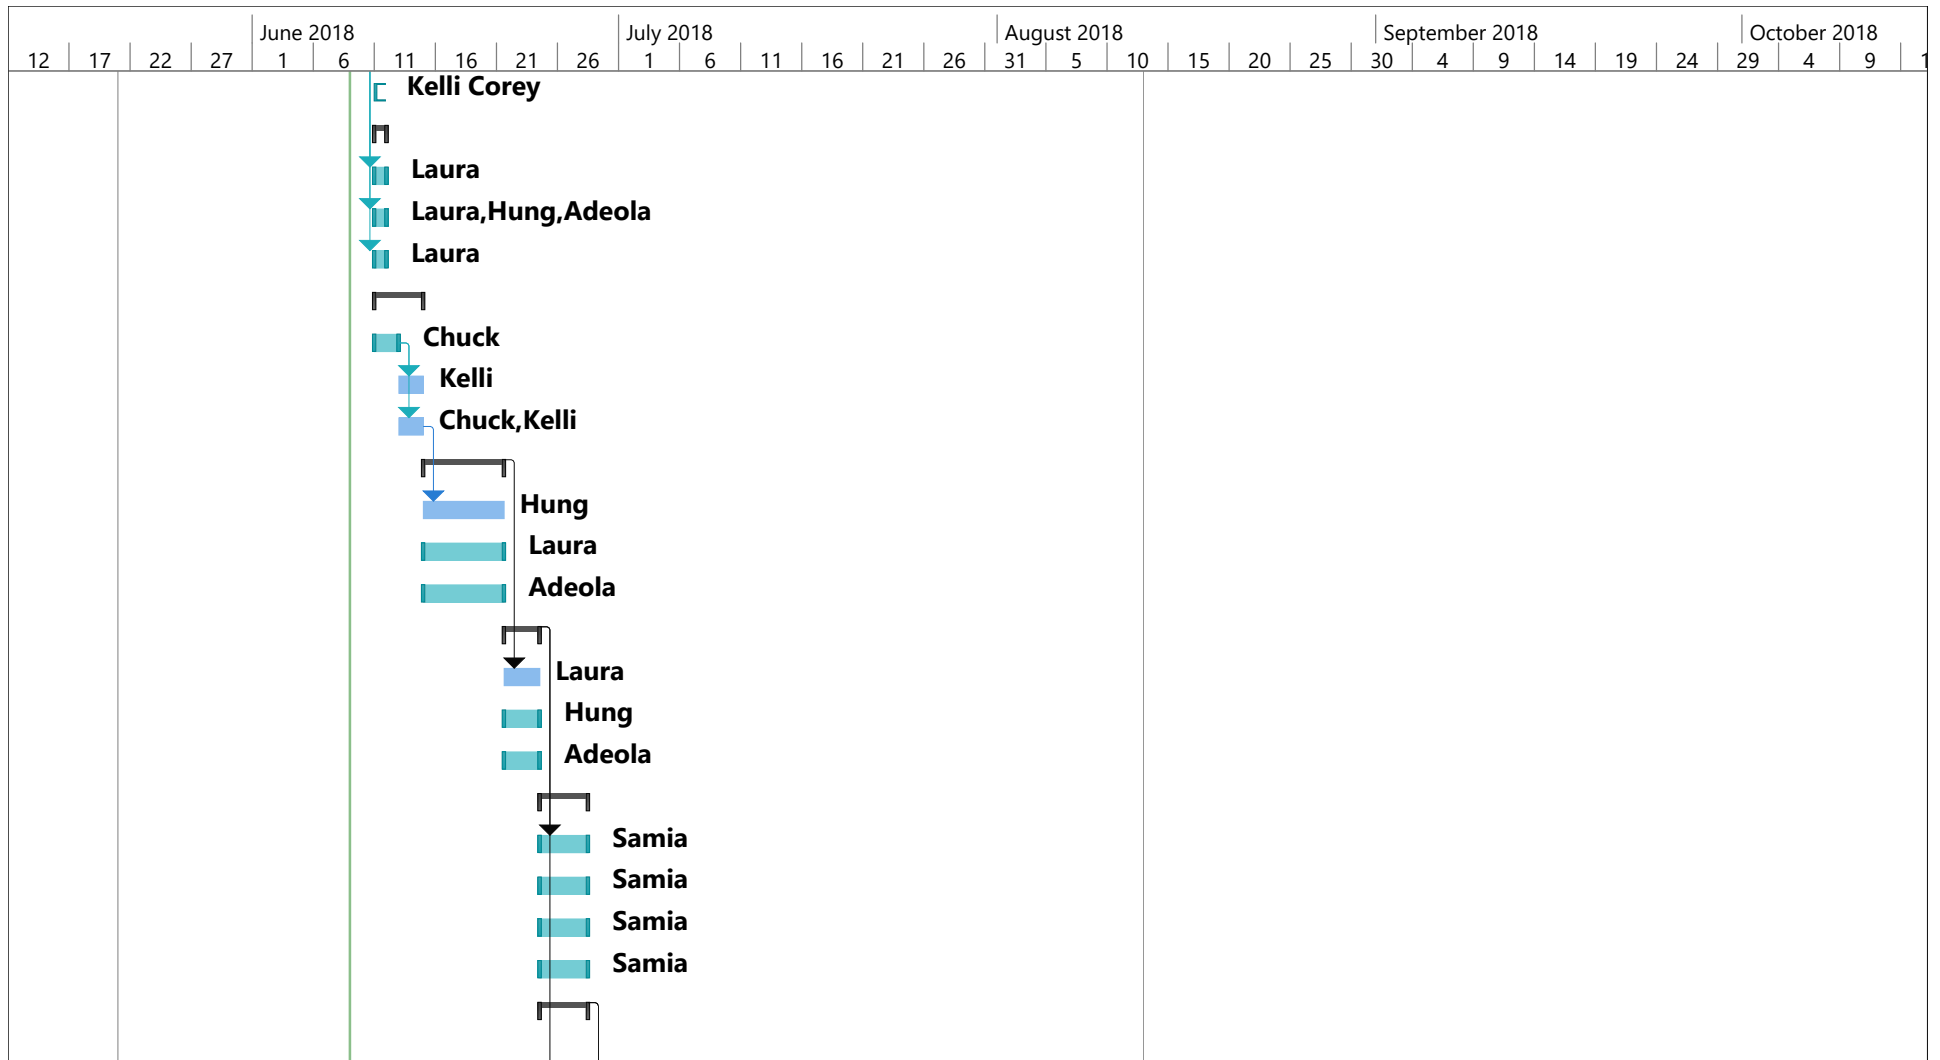 June 2018 July 2018 August 2018 September 2018 October 2018
12 17 22 27 1 6 11 16 21 26 1 6 11 16 21 26 31 5 10 15 20 25 30 4 9 14 19 24 29 4 9
Kelli Corey
Laura
Laura,Hung,Adeola
Laura
Chuck
Kelli
Chuck,Kelli
Hung
Laura
Adeola
Laura
Hung
Adeola
Samia
Samia
Samia
Samia